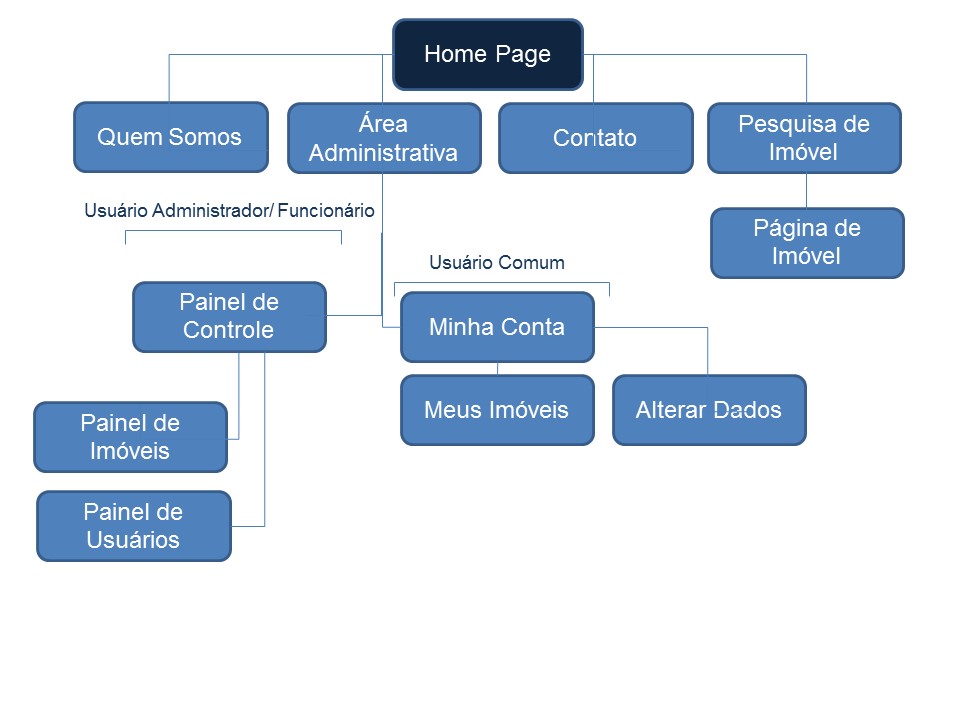 Home Page
Quem Somos
Área
Administrativa
Contato
Pesquisa de
Imóvel
Usuário Administrador/ Funcionário
Página de
Imóvel
Usuário Comum
Painel de
Controle
Minha Conta
Meus Imóveis
Alterar Dados
Painel de
Imóveis
Painel de
Usuários